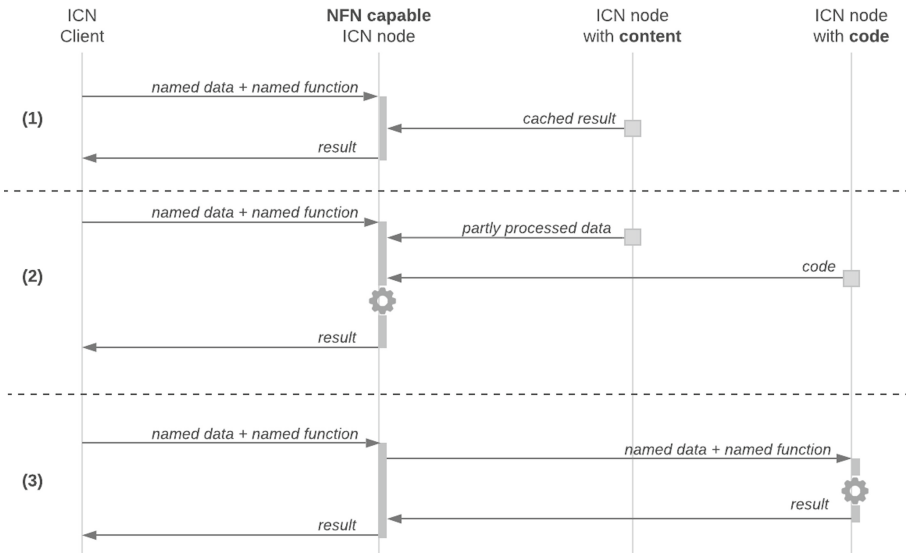 ICN
Client
NFN capable
ICN node
ICN node
with content
ICN node
with code
(1)
named data + named function
cached result
result
(2)
named data + named function
partly processed data
code
result
(3)
named data + named function
named data + named function
result
result